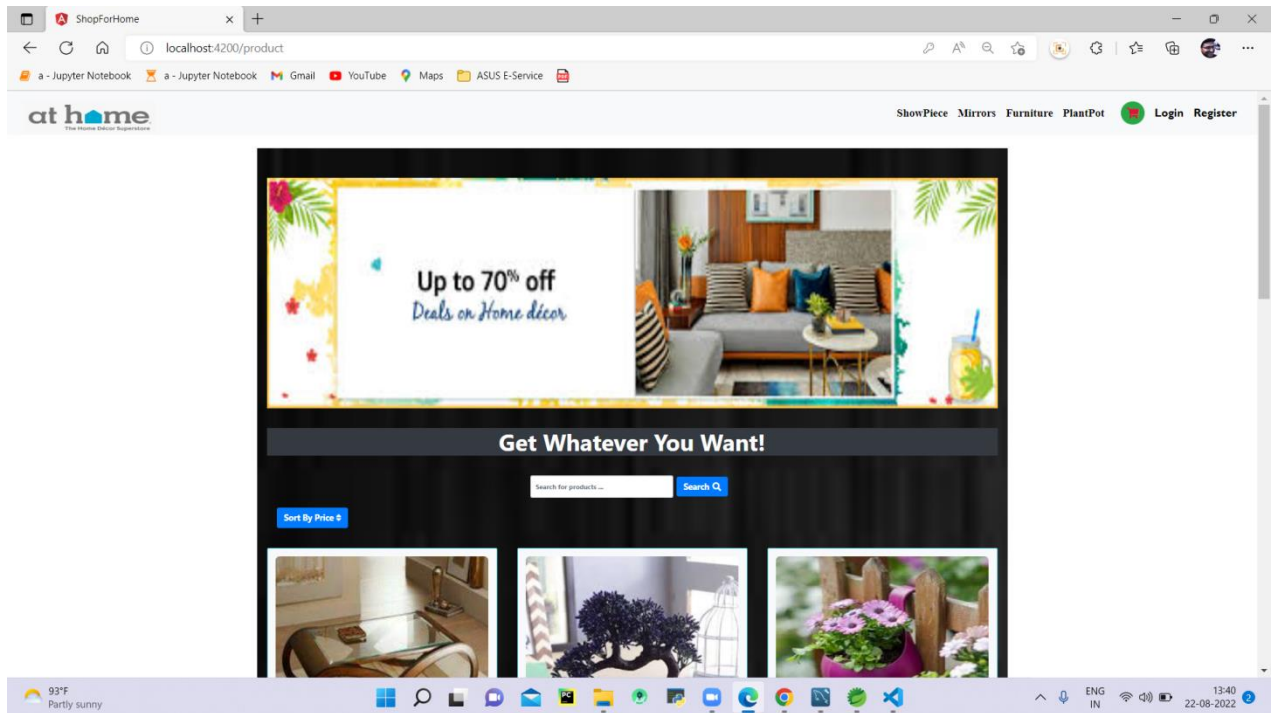 ShopForHome
localhost:4200/product
a - Jupyter Notebook a - Jupyter Notebook Gmail YouTube Maps ASUS E-Service
at home
The Home Décor Superstore
ShowPiece Mirrors Furniture PlantPot Login Register
Up to 70% off
Deals on Home décor
Get Whatever You Want!
Search for products ... Search
Sort By Price
93°F
Partly sunny
ENG
IN
13:40
22-08-2022
2